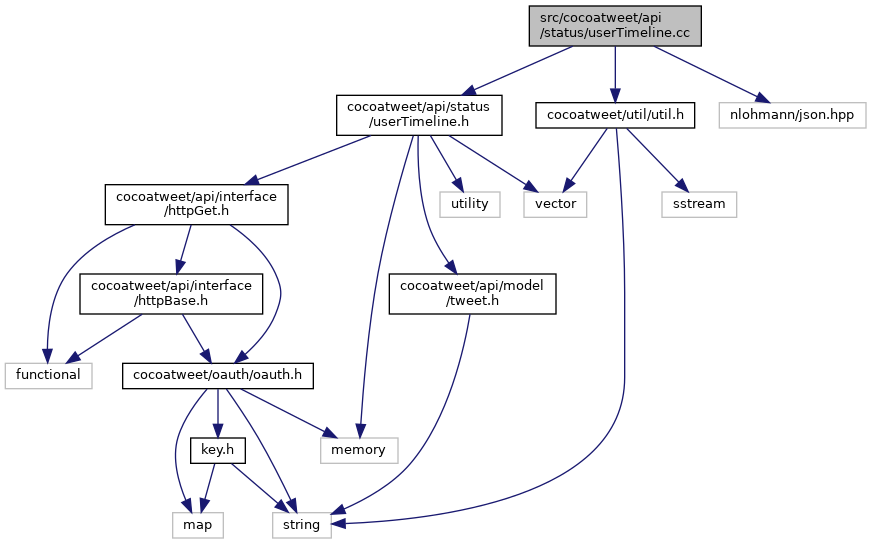 src/cocoatweet/api
/status/userTimeline.cc
cocoatweet/api/status
/userTimeline.h
cocoatweet/util/util.h
nlohmann/json.hpp
cocoatweet/api/interface
/httpGet.h
utility
vector
sstream
cocoatweet/api/interface
/httpBase.h
cocoatweet/api/model
/tweet.h
functional
cocoatweet/oauth/oauth.h
key.h
memory
map
string